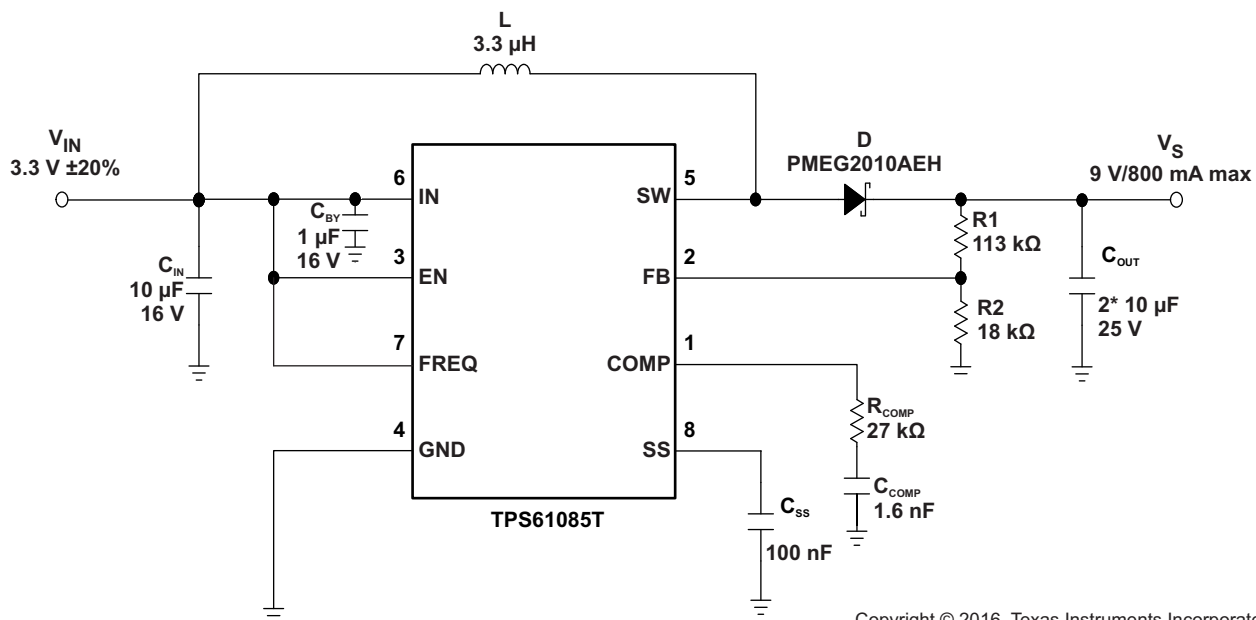 L
3.3 µH
V_IN
3.3 V ±20%
D
PMEG2010AEH
V_S
9 V/800 mA max
6
IN
SW
5
C_BY
1 µF
16 V
R1
113 kΩ
3
EN
FB
2
C_IN
10 µF
16 V
C_OUT
2* 10 µF
25 V
R2
18 kΩ
7
FREQ
COMP
1
R_COMP
27 kΩ
4
GND
SS
8
C_COMP
1.6 nF
TPS61085T
C_SS
100 nF
Copyright © 2016, Texas Instruments Incorporate